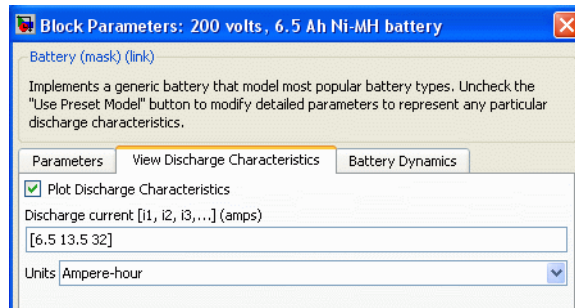 Block Parameters: 200 volts, 6.5 Ah Ni-MH battery
Battery (mask) (link)
Implements a generic battery that model most popular battery types. Uncheck the
"Use Preset Model" button to modify detailed parameters to represent any particular
discharge characteristics.
Parameters View Discharge Characteristics Battery Dynamics
Plot Discharge Characteristics
Discharge current [i1, i2, i3,...] (amps)
[6.5 13.5 32]
Units Ampere-hour